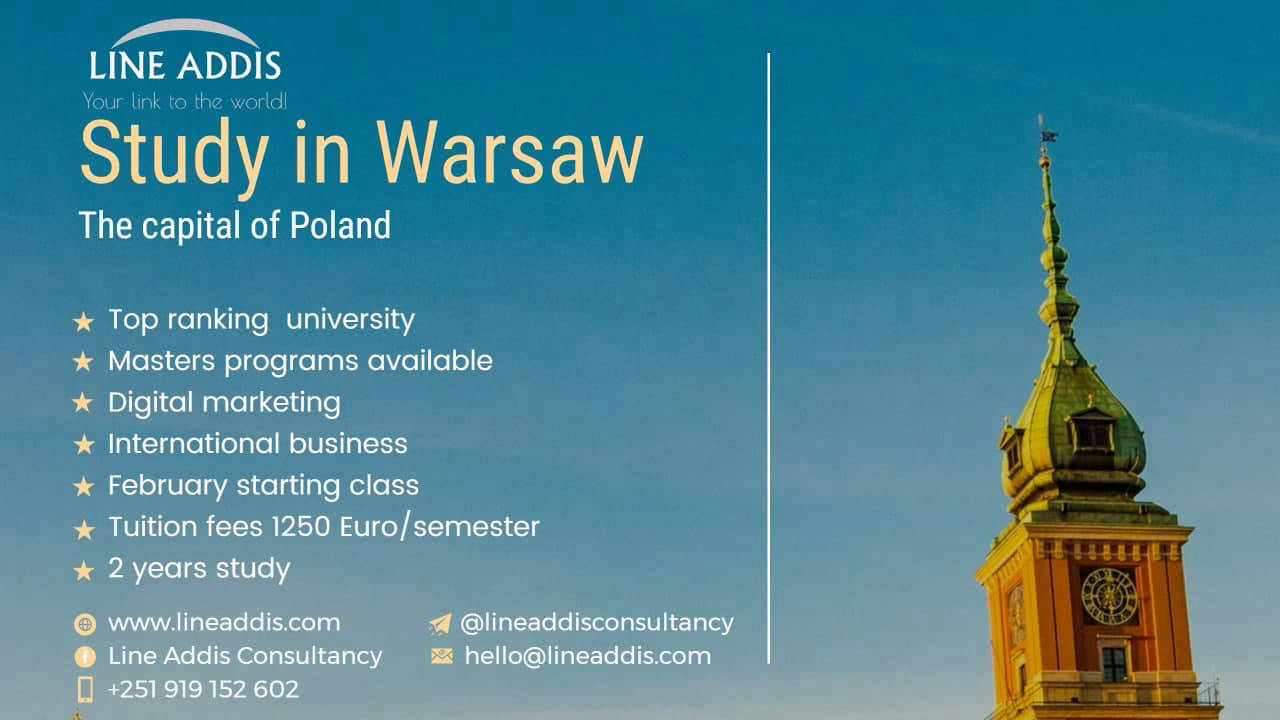 LINE ADDIS
Your link to the world!
Study in Warsaw
The capital of Poland
Top ranking university
Masters programs available
Digital marketing
International business
February starting class
Tuition fees 1250 Euro/semester
2 years study
www.lineaddis.com
@lineaddisconsultancy
Line Addis Consultancy
hello@lineaddis.com
+251 919 152 602